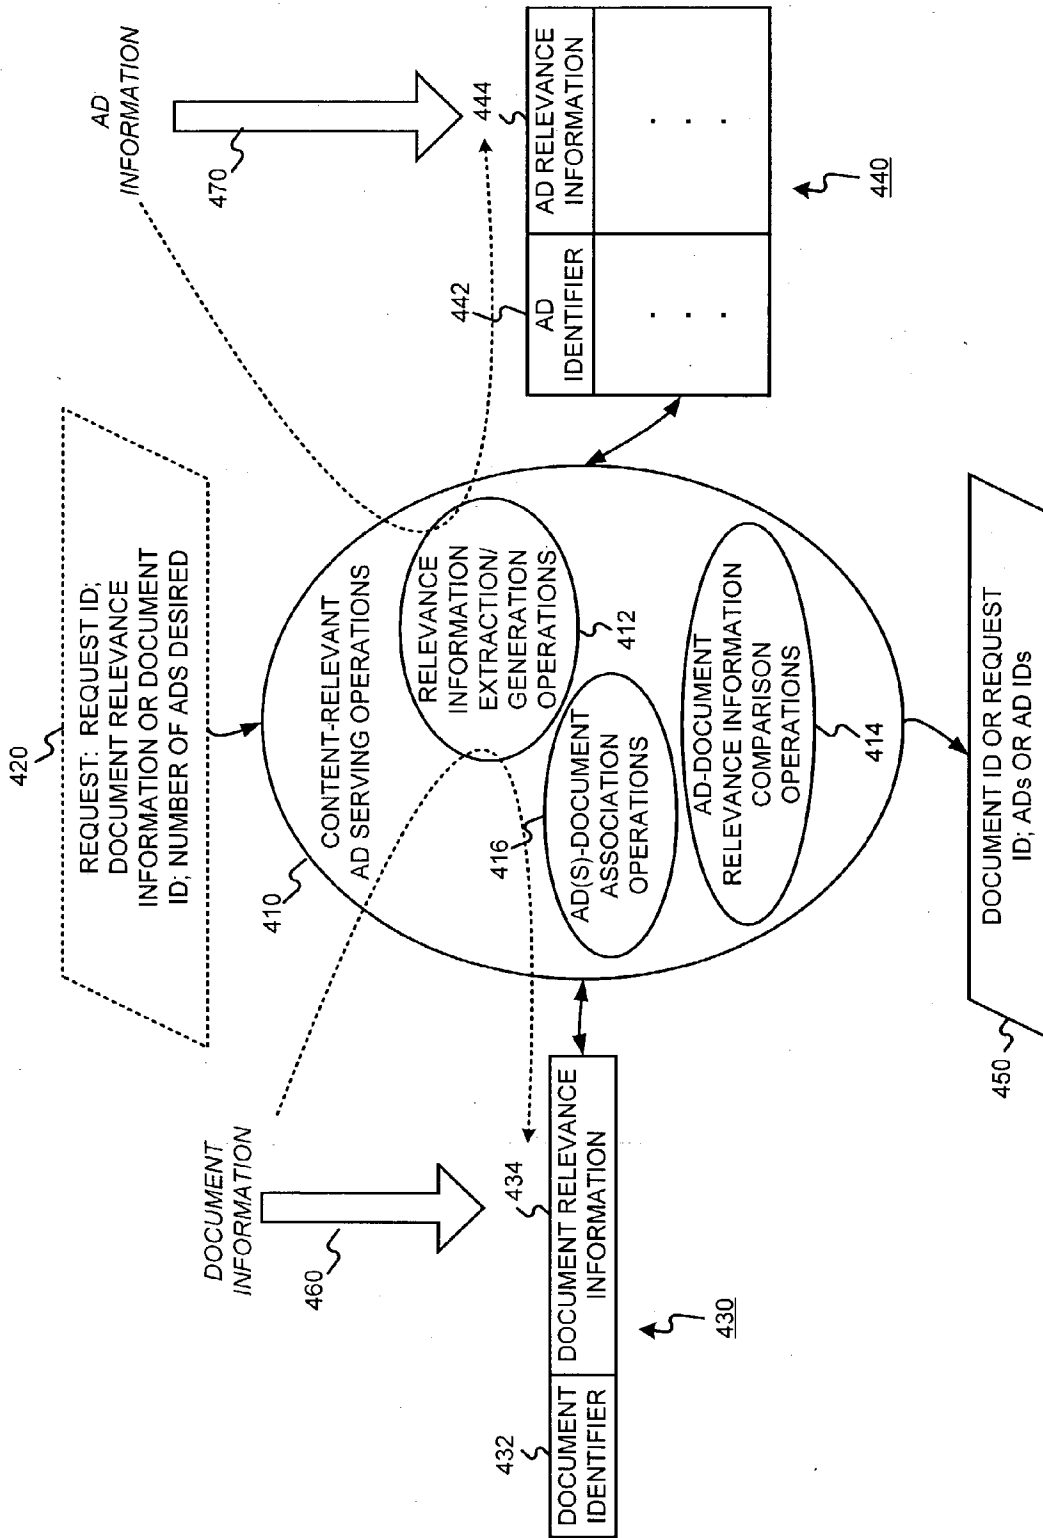 420
REQUEST: REQUEST ID;
DOCUMENT RELEVANCE
INFORMATION OR DOCUMENT
ID; NUMBER OF ADS DESIRED
DOCUMENT
INFORMATION
460
AD
INFORMATION
470
410
CONTENT-RELEVANT
AD SERVING OPERATIONS
RELEVANCE
INFORMATION
EXTRACTION/
GENERATION
OPERATIONS
412
416
AD(S)-DOCUMENT
ASSOCIATION
OPERATIONS
AD-DOCUMENT
RELEVANCE INFORMATION
COMPARISON
OPERATIONS
414
432
434
DOCUMENT
IDENTIFIER
DOCUMENT RELEVANCE
INFORMATION
430
442
444
AD
IDENTIFIER
AD RELEVANCE
INFORMATION
. . .
. . .
440
450
DOCUMENT ID OR REQUEST
ID; ADs OR AD IDs